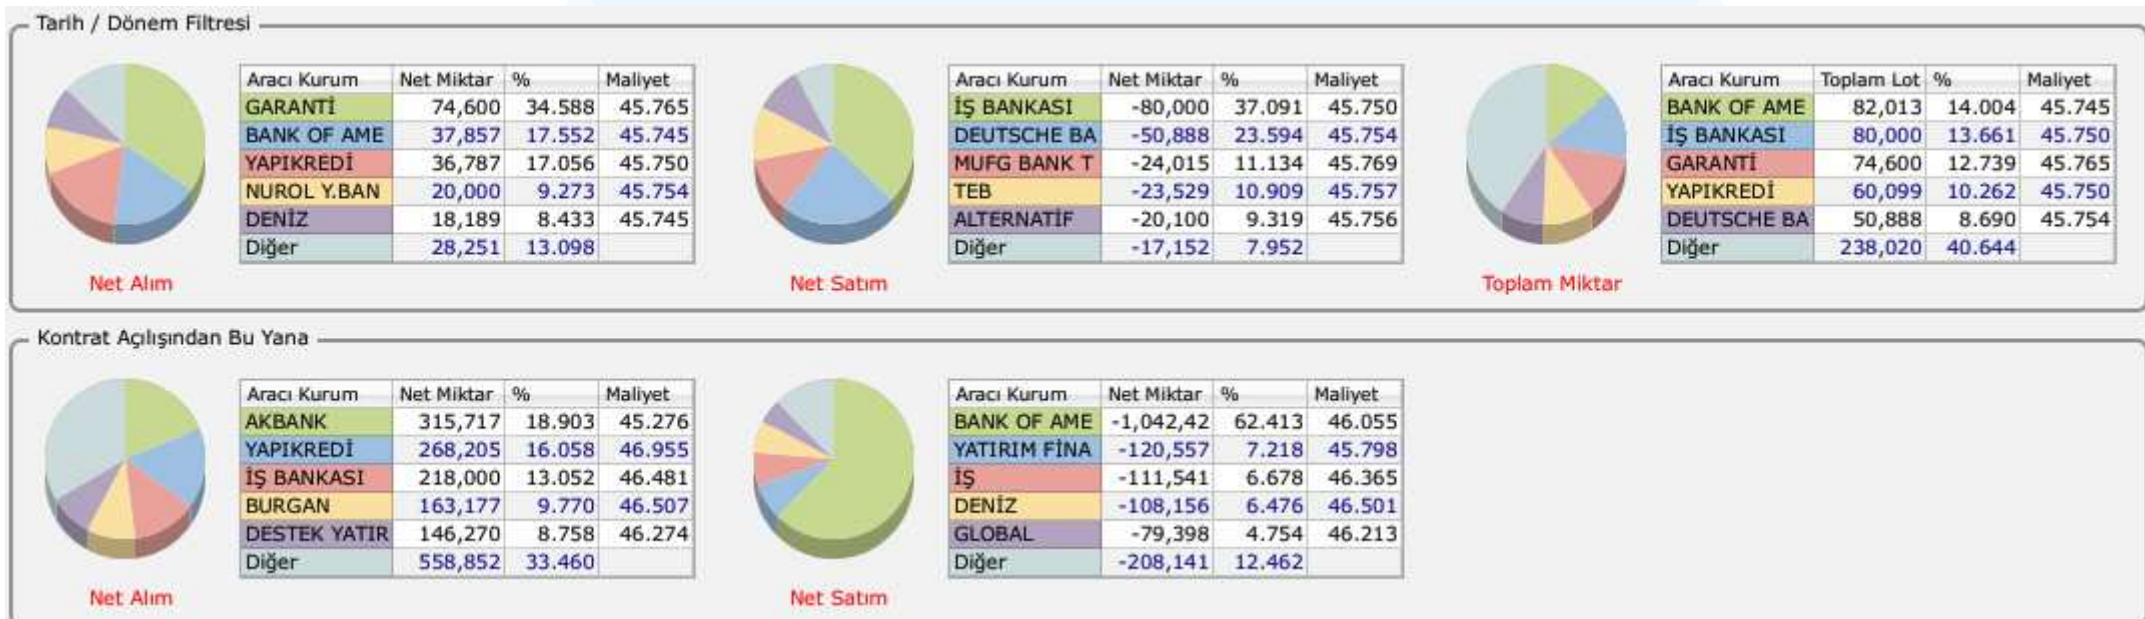 Tarih / Dönem Filtresi
Aracı Kurum Net Miktar % Maliyet
GARANTİ 74,600 34.588 45.765
BANK OF AME 37,857 17.552 45.745
YAPIKREDİ 36,787 17.056 45.750
NUROL Y.BAN 20,000 9.273 45.754
DENİZ 18,189 8.433 45.745
Diğer 28,251 13.098
Net Alım
Aracı Kurum Net Miktar % Maliyet
İŞ BANKASI -80,000 37.091 45.750
DEUTSCHE BA -50,888 23.594 45.754
MUFG BANK T -24,015 11.134 45.769
TEB -23,529 10.909 45.757
ALTERNATİF -20,100 9.319 45.756
Diğer -17,152 7.952
Net Satım
Aracı Kurum Toplam Lot % Maliyet
BANK OF AME 82,013 14.004 45.745
İŞ BANKASI 80,000 13.661 45.750
GARANTİ 74,600 12.739 45.765
YAPIKREDİ 60,099 10.262 45.750
DEUTSCHE BA 50,888 8.690 45.754
Diğer 238,020 40.644
Toplam Miktar
Kontrat Açılışından Bu Yana
Aracı Kurum Net Miktar % Maliyet
AKBANK 315,717 18.903 45.276
YAPIKREDİ 268,205 16.058 46.955
İŞ BANKASI 218,000 13.052 46.481
BURGAN 163,177 9.770 46.507
DESTEK YATIR 146,270 8.758 46.274
Diğer 558,852 33.460
Net Alım
Aracı Kurum Net Miktar % Maliyet
BANK OF AME -1,042,42 62.413 46.055
YATIRIM FİNA -120,557 7.218 45.798
İŞ -111,541 6.678 46.365
DENİZ -108,156 6.476 46.501
GLOBAL -79,398 4.754 46.213
Diğer -208,141 12.462
Net Satım